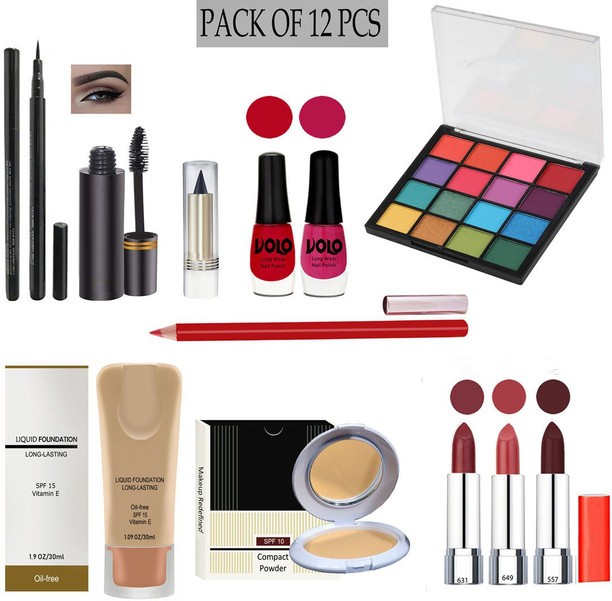 PACK OF 12 PCS
VOLO
Long Wear
Nail Polish
VOLO
Long Wear
Nail Polish
LIQUID FOUNDATION
LONG-LASTING
SPF 15
Vitamin E
1.9 OZ/30ml
Oil-free
LIQUID FOUNDATION
LONG-LASTING
Oil-free
SPF 15
Vitamin E
1.09 OZ/30ml
Makeup Redefined
SPF 10
Compact
Powder
631
649
557